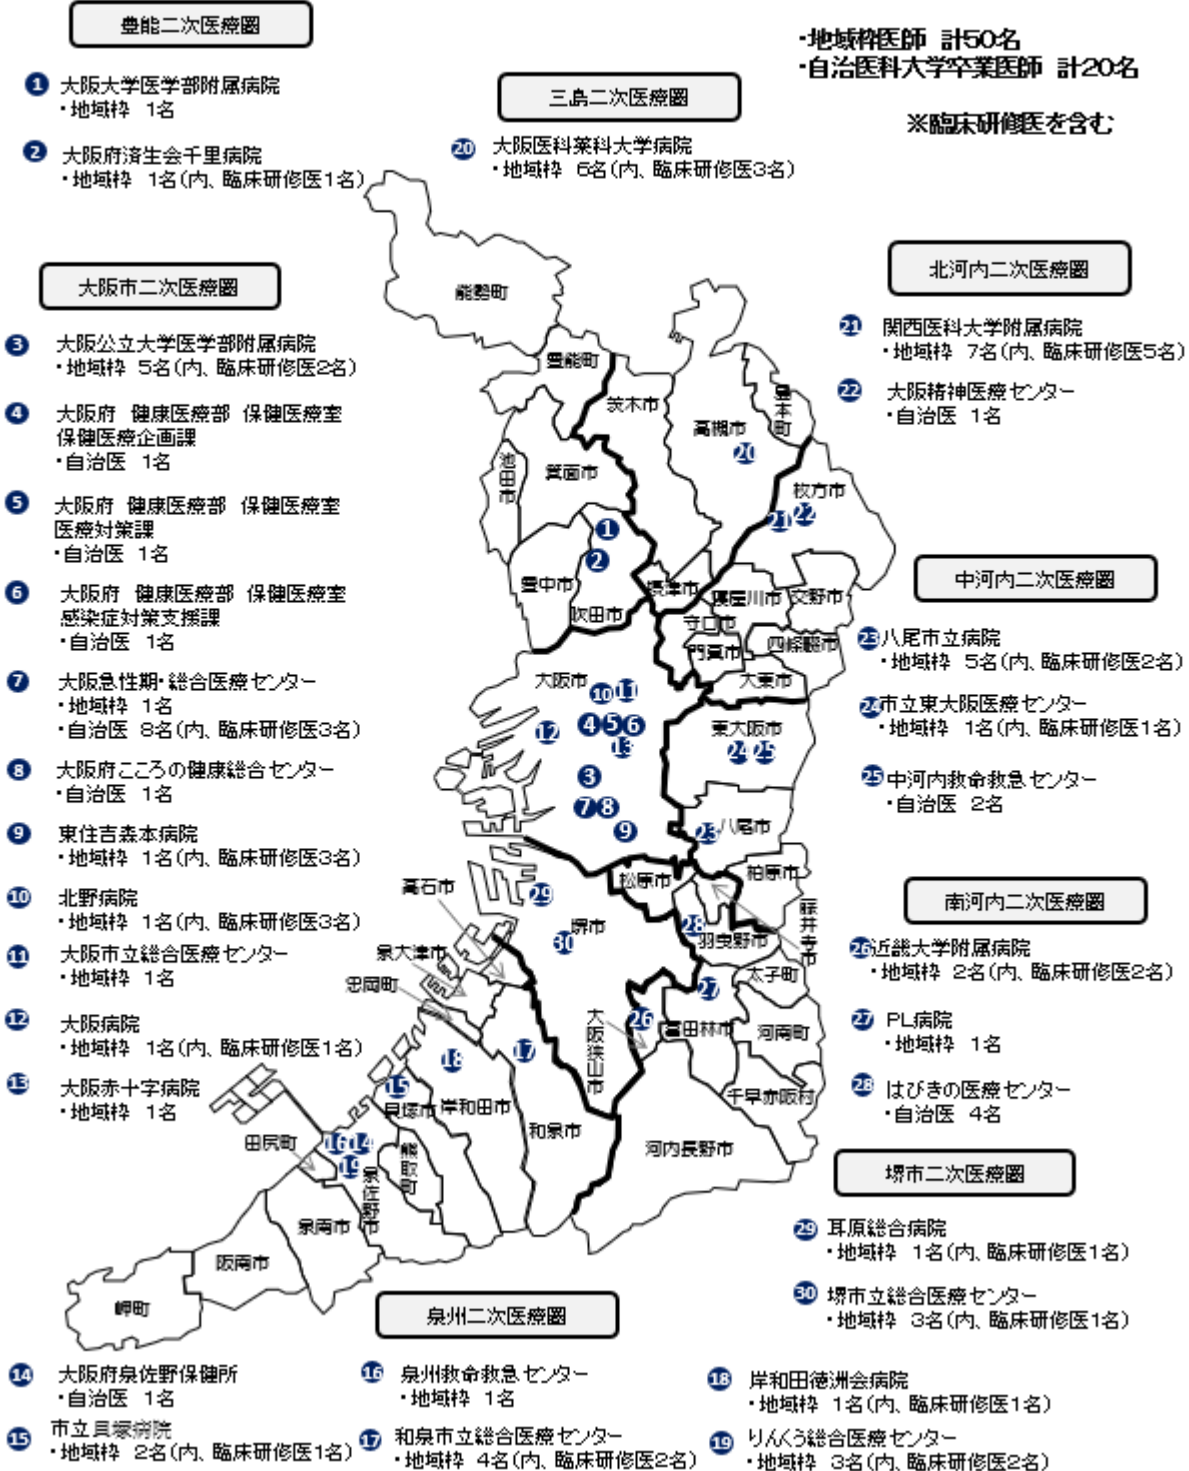 豊能二次医療圏
❶ 大阪大学医学部附属病院
・地域枠 1名
❷ 大阪府済生会千里病院
・地域枠 1名(内、臨床研修医1名)
・地域枠医師 計50名
・自治医科大学卒業医師 計20名
※臨床研修医を含む
三島二次医療圏
⓴ 大阪医科薬科大学病院
・地域枠 6名(内、臨床研修医3名)
大阪市二次医療圏
❸ 大阪公立大学医学部附属病院
・地域枠 5名(内、臨床研修医2名)
❹ 大阪府 健康医療部 保健医療室
保健医療企画課
・自治医 1名
❺ 大阪府 健康医療部 保健医療室
医療対策課
・自治医 1名
❻ 大阪府 健康医療部 保健医療室
感染症対策支援課
・自治医 1名
❼ 大阪急性期・総合医療センター
・地域枠 1名
・自治医 8名(内、臨床研修医3名)
❽ 大阪府こころの健康総合センター
・自治医 1名
❾ 東住吉森本病院
・地域枠 1名(内、臨床研修医3名)
❿ 北野病院
・地域枠 1名(内、臨床研修医3名)
⓫ 大阪市立総合医療センター
・地域枠 1名
⓬ 大阪病院
・地域枠 1名(内、臨床研修医1名)
⓭ 大阪赤十字病院
・地域枠 1名
北河内二次医療圏
21 関西医科大学附属病院
・地域枠 7名(内、臨床研修医5名)
22 大阪精神医療センター
・自治医 1名
中河内二次医療圏
23 八尾市立病院
・地域枠 5名(内、臨床研修医2名)
24 市立東大阪医療センター
・地域枠 1名(内、臨床研修医1名)
25 中河内救命救急センター
・自治医 2名
南河内二次医療圏
26 近畿大学附属病院
・地域枠 2名(内、臨床研修医2名)
27 PL病院
・地域枠 1名
28 はびきの医療センター
・自治医 4名
堺市二次医療圏
29 耳原総合病院
・地域枠 1名(内、臨床研修医1名)
30 堺市立総合医療センター
・地域枠 3名(内、臨床研修医1名)
能勢町
豊能町
茨木市
高槻市
20
島本町
池田市
箕面市
枚方市
21 22
1
2
豊中市
吹田市
摂津市
寝屋川市
交野市
守口市
門真市
四條畷市
大東市
大阪市
10 11
12
4 5 6
13
3
7 8
9
東大阪市
24 25
23 八尾市
柏原市
松原市
藤井寺市
高石市
29
30 堺市
28
羽曳野市
泉大津市
忠岡町
太子町
27
26
大阪狭山市
富田林市
河南町
千早赤阪村
18
17
15
貝塚市
岸和田市
和泉市
河内長野市
田尻町
16 14
19
泉佐野市
熊取町
泉南市
阪南市
岬町
泉州二次医療圏
⓮ 大阪府泉佐野保健所
・自治医 1名
⓯ 市立貝塚病院
・地域枠 2名(内、臨床研修医1名)
⓰ 泉州救命救急センター
・地域枠 1名
⓱ 和泉市立総合医療センター
・地域枠 4名(内、臨床研修医2名)
⓲ 岸和田徳洲会病院
・地域枠 1名(内、臨床研修医1名)
⓳ りんくう総合医療センター
・地域枠 3名(内、臨床研修医2名)